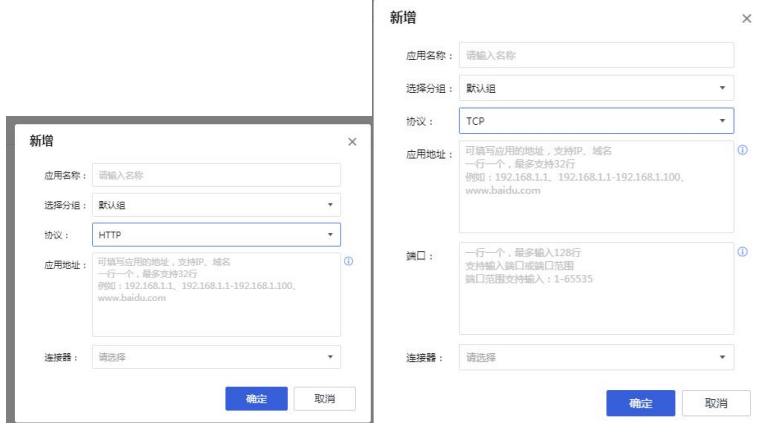 新增
应用名称： 请输入名称
选择分组： 默认组
协议： HTTP
应用地址： 可填写应用的地址，支持IP、域名
一行一个，最多支持32行
例如：192.168.1.1、192.168.1.1-192.168.1.100、
www.baidu.com
连接器： 请选择
确定 取消
新增
应用名称： 请输入名称
选择分组： 默认组
协议： TCP
应用地址： 可填写应用的地址，支持IP、域名
一行一个，最多支持32行
例如：192.168.1.1、192.168.1.1-192.168.1.100、
www.baidu.com
端口： 一行一个，最多输入128行
支持输入端口或端口范围
端口范围支持输入：1-65535
连接器： 请选择
确定 取消